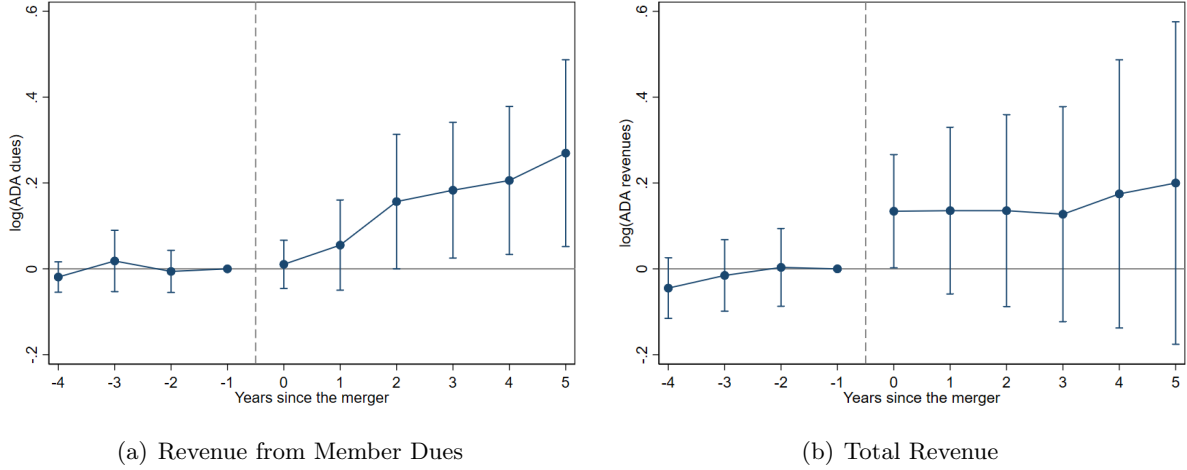 .6
.4
.2
0
-.2
log(ADA dues)
-4 -3 -2 -1 0 1 2 3 4 5
Years since the merger
(a) Revenue from Member Dues
.6
.4
.2
0
-.2
log(ADA revenues)
-4 -3 -2 -1 0 1 2 3 4 5
Years since the merger
(b) Total Revenue